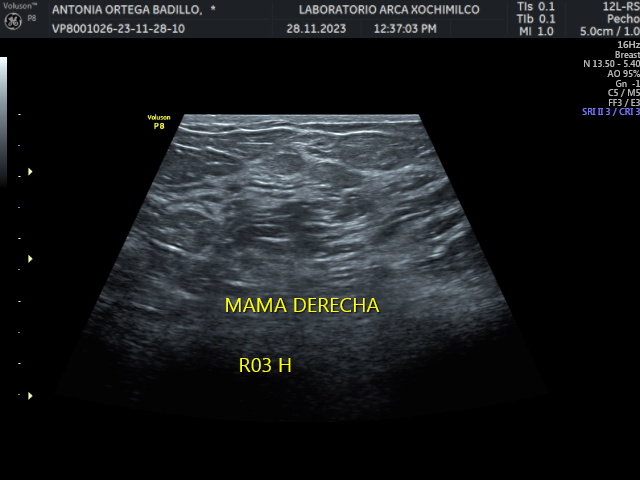 Voluson™
P8
ANTONIA ORTEGA BADILLO, *
VP8001026-23-11-28-10
LABORATORIO ARCA XOCHIMILCO
28.11.2023 12:37:03 PM
TIs 0.1
TIb 0.1
MI 1.0
12L-RS
Pecho
5.0cm / 1.0
16Hz
Breast
N 13.50 - 5.40
AO 95%
Gn -1
C5 / M5
FF3 / E3
SRI II 3 / CRI 3
Voluson
P8
MAMA DERECHA
R03 H